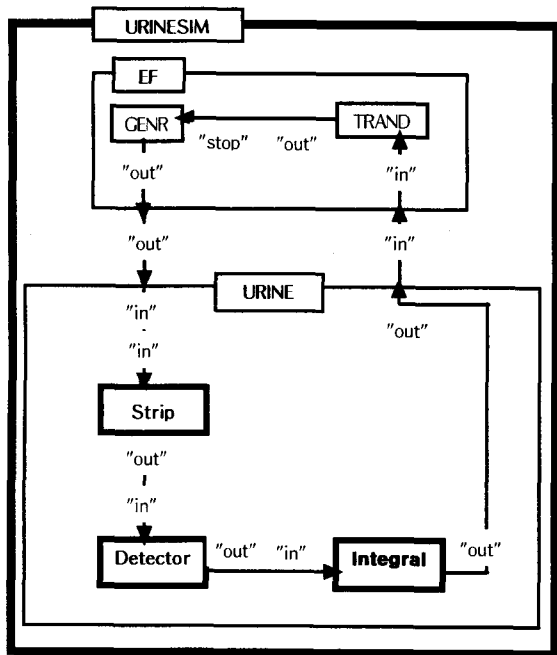 URINESIM
EF
GENR
TRAND
"stop" "out"
"out"
"in"
"out"
"in"
URINE
"in"
"out"
"in"
Strip
"out"
"in"
Detector
"out" "in"
Integral
"out"